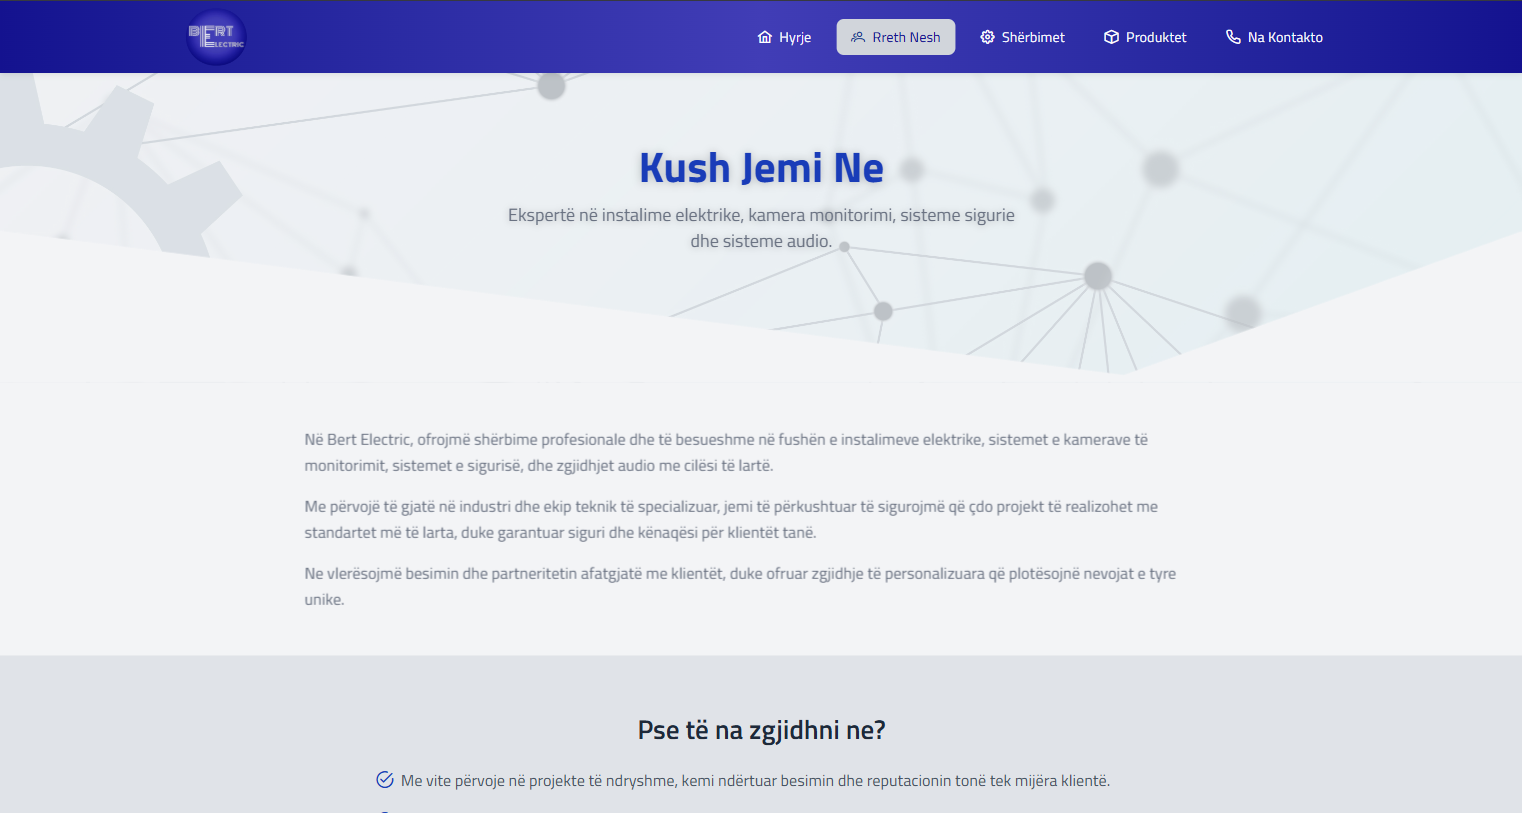 BERT
ELECTRIC
Hyrje
Rreth Nesh
Shërbimet
Produktet
Na Kontakto
Kush Jemi Ne
Ekspertë në instalime elektrike, kamera monitorimi, sisteme sigurie
dhe sisteme audio.
Në Bert Electric, ofrojmë shërbime profesionale dhe të besueshme në fushën e instalimeve elektrike, sistemet e kamerave të
monitorimit, sistemet e sigurisë, dhe zgjidhjet audio me cilësi të lartë.
Me përvojë të gjatë në industri dhe ekip teknik të specializuar, jemi të përkushtuar të sigurojmë që çdo projekt të realizohet me
standartet më të larta, duke garantuar siguri dhe kënaqësi për klientët tanë.
Ne vlerësojmë besimin dhe partneritetin afatgjatë me klientët, duke ofruar zgjidhje të personalizuara që plotësojnë nevojat e tyre
unike.
Pse të na zgjidhni ne?
Me vite përvoje në projekte të ndryshme, kemi ndërtuar besimin dhe reputacionin tonë tek mijëra klientë.